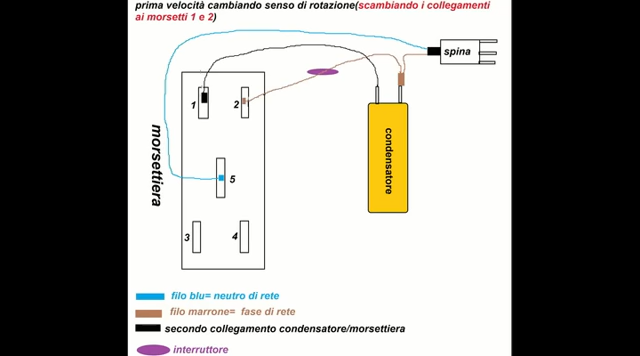 prima velocità cambiando senso di rotazione(scambiando i collegamenti
ai morsetti 1 e 2)
spina
1
2
condensatore
morsettiera
5
3
4
filo blu= neutro di rete
filo marrone= fase di rete
secondo collegamento condensatore/morsettiera
interruttore